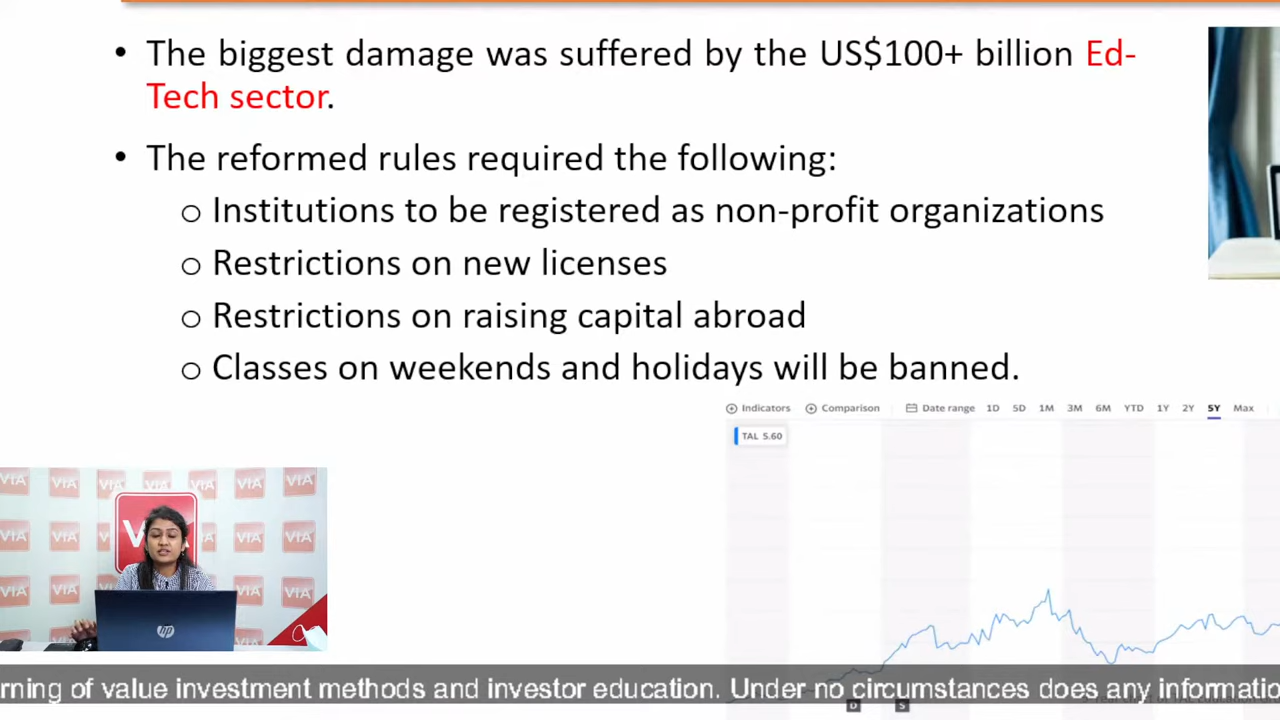 • The biggest damage was suffered by the US$100+ billion Ed-
Tech sector.
• The reformed rules required the following:
o Institutions to be registered as non-profit organizations
o Restrictions on new licenses
o Restrictions on raising capital abroad
o Classes on weekends and holidays will be banned.
Indicators Comparison Date range 1D 5D 1M 3M 6M YTD 1Y 2Y 5Y Max
TAL 5.60
VIA
hp
rning of value investment methods and investor education. Under no circumstances does any informatio
D S